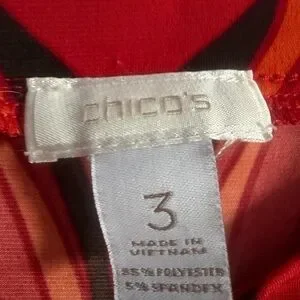 chico's
3
MADE IN
VIETNAM
95% POLYESTER
5% SPANDEX